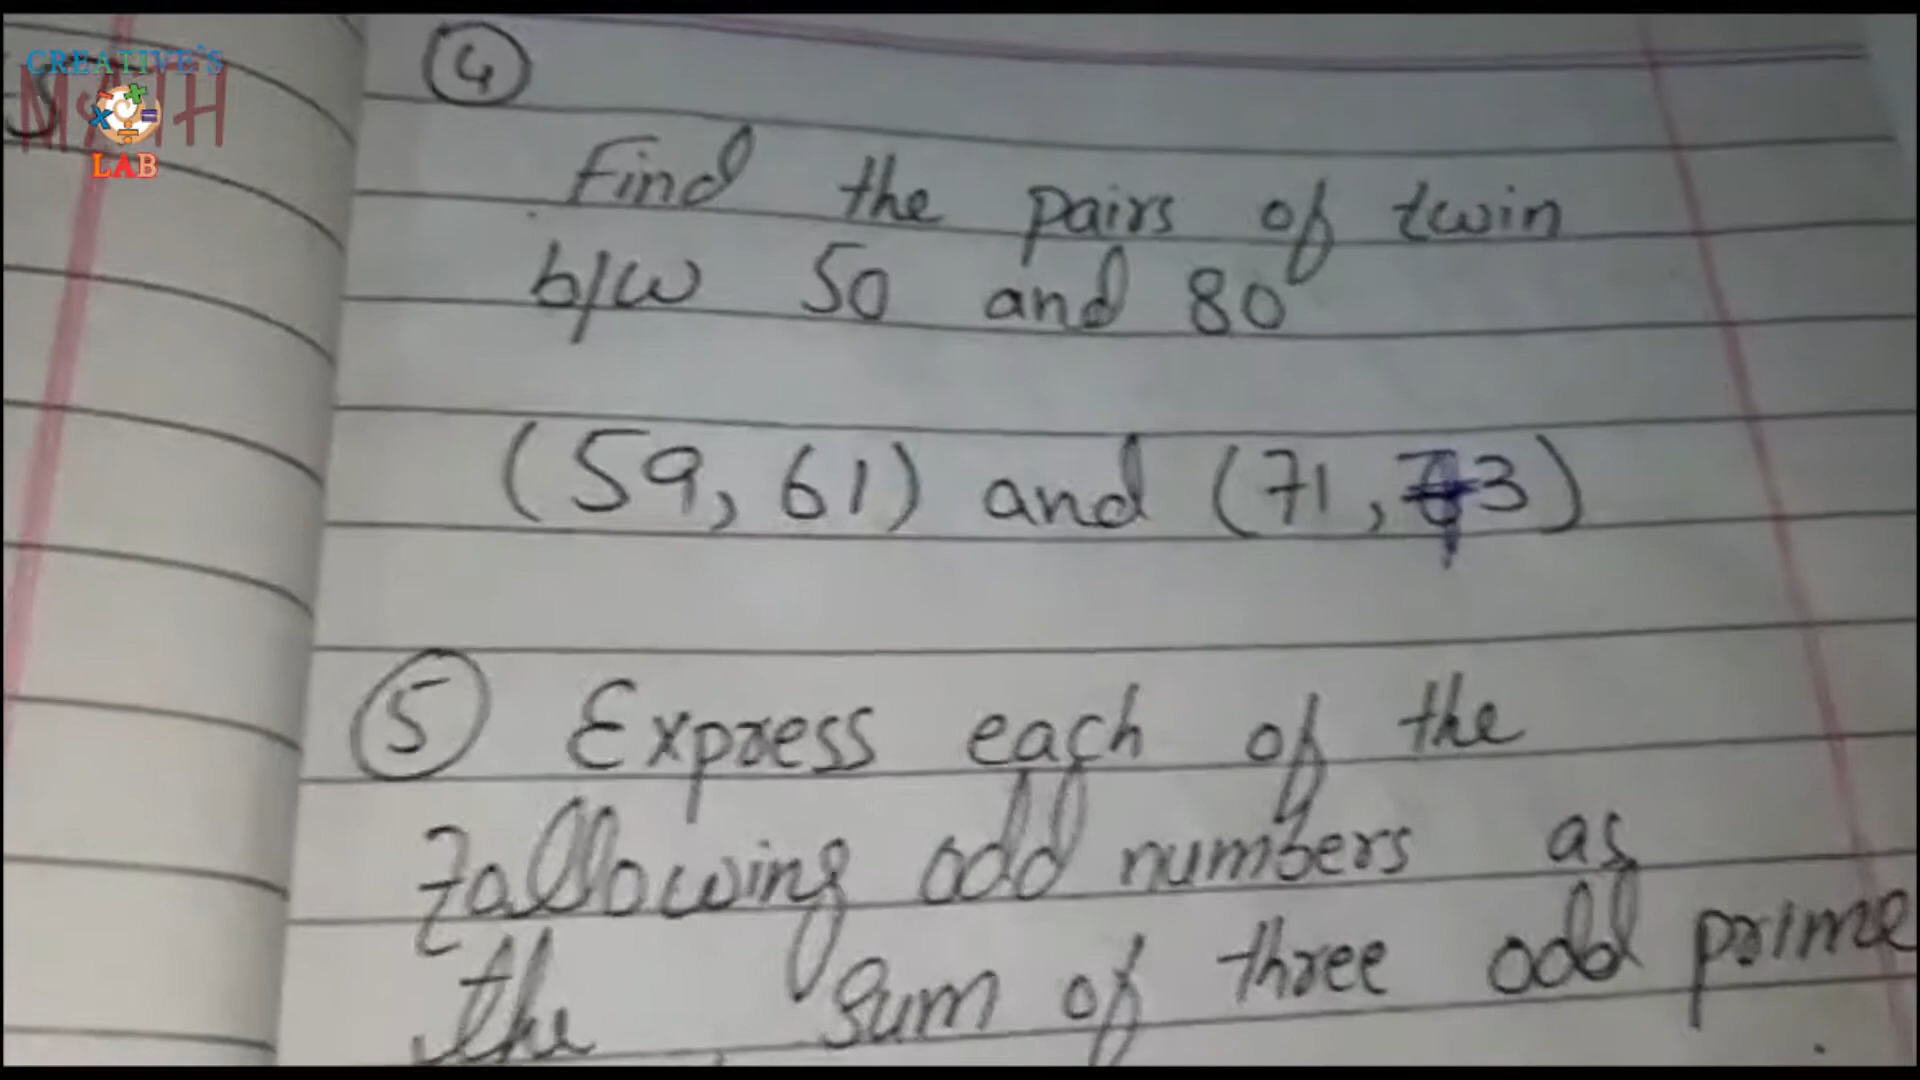 CREATIVE'S
MATH
LAB
4
Find the pairs of twin
b/w 50 and 80
(59, 61) and (71, 73)
5 Express each of the
following odd numbers as
the sum of three odd prime